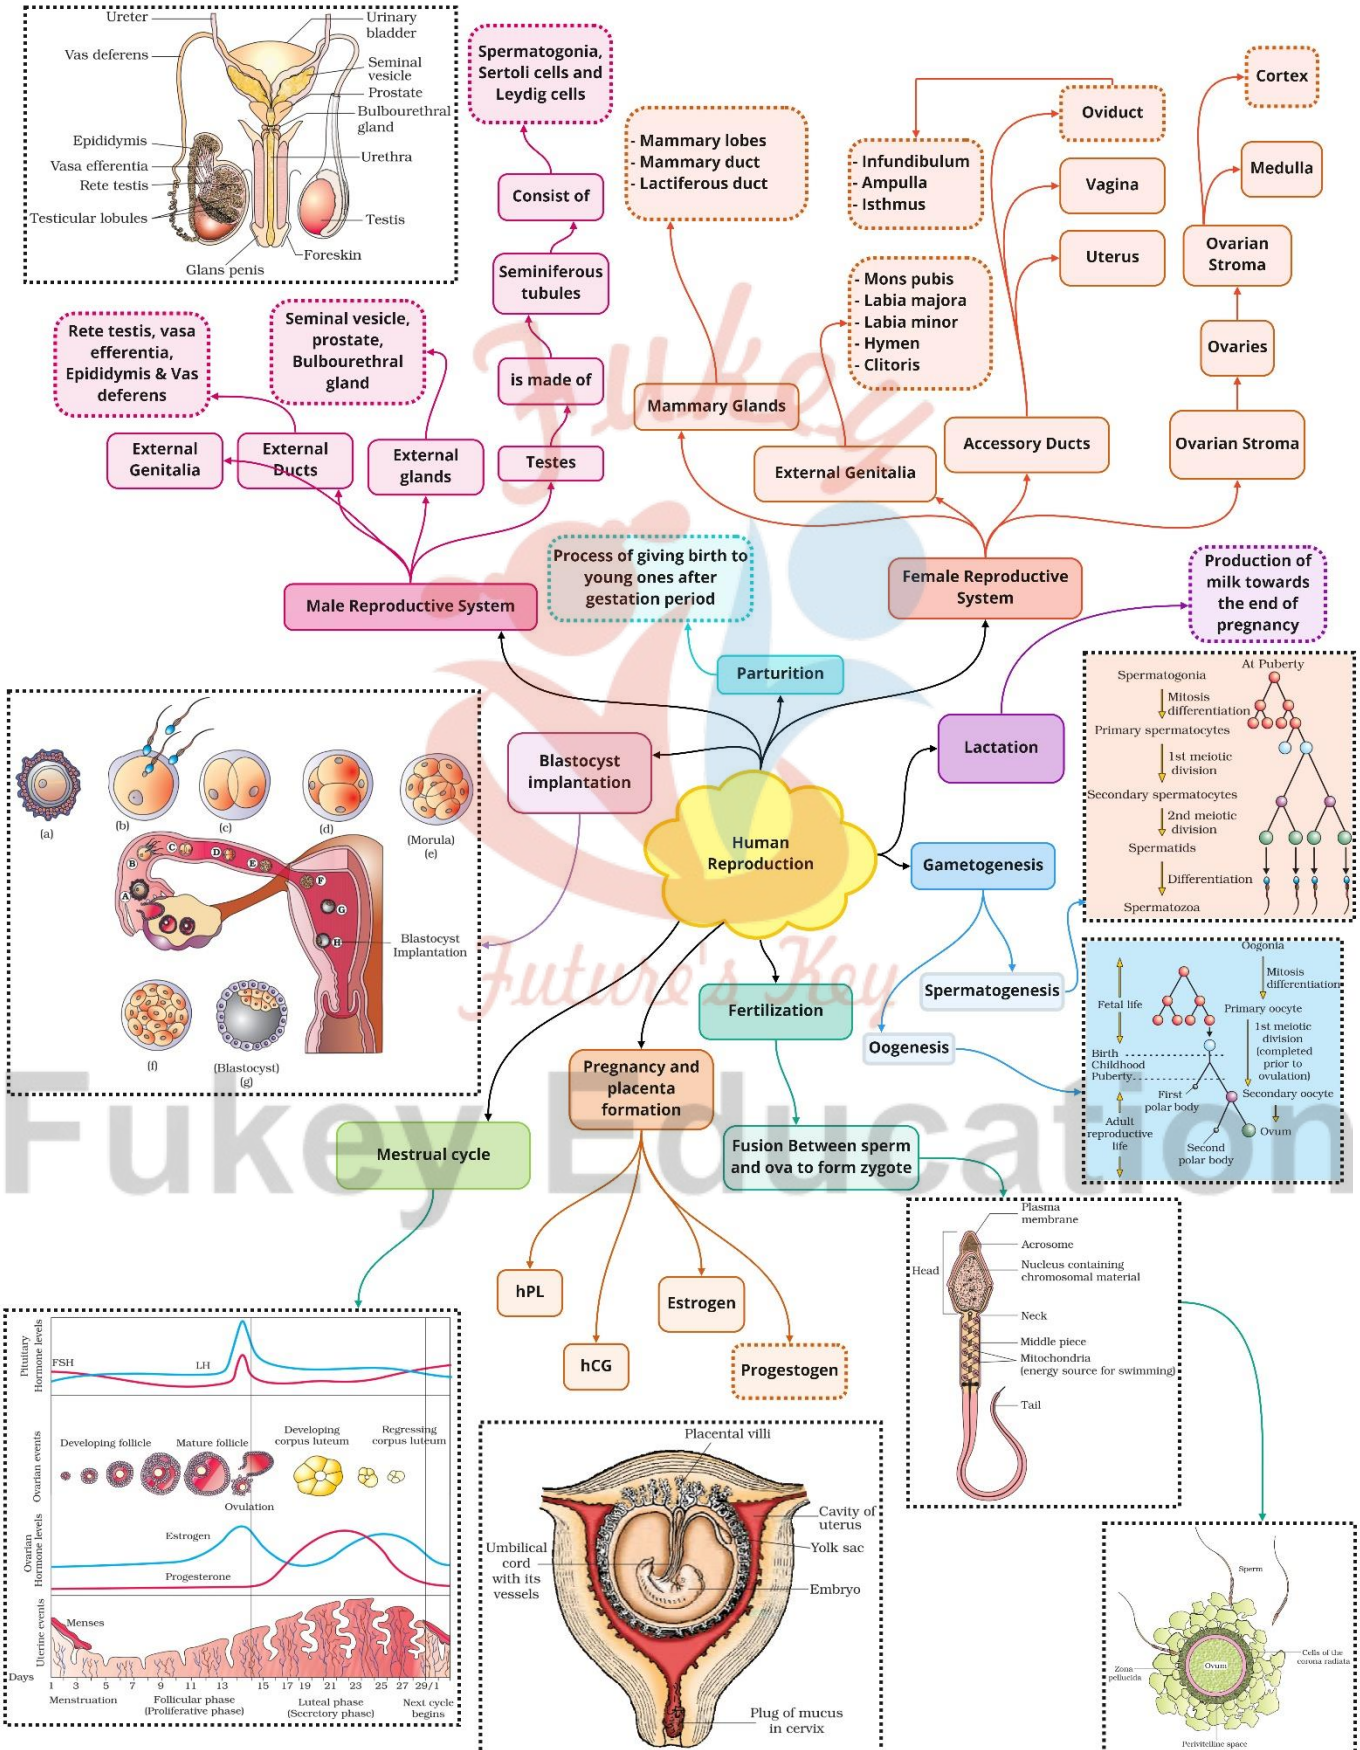 Ureter
Urinary
bladder
Vas deferens
Seminal
vesicle
Prostate
Bulbourethral
gland
Epididymis
Vasa efferentia
Rete testis
Urethra
Testicular lobules
Testis
Foreskin
Glans penis
Spermatogonia,
Sertoli cells and
Leydig cells
Consist of
Seminiferous
tubules
is made of
Testes
- Mammary lobes
- Mammary duct
- Lactiferous duct
Mammary Glands
- Infundibulum
- Ampulla
- Isthmus
- Mons pubis
- Labia majora
- Labia minor
- Hymen
- Clitoris
External Genitalia
Oviduct
Vagina
Uterus
Accessory Ducts
Cortex
Medulla
Ovarian
Stroma
Ovaries
Ovarian Stroma
Rete testis, vasa
efferentia,
Epididymis & Vas
deferens
Seminal vesicle,
prostate,
Bulbourethral
gland
External
Genitalia
External
Ducts
External
glands
Male Reproductive System
Process of giving birth to
young ones after
gestation period
Parturition
Female Reproductive
System
Production of
milk towards
the end of
pregnancy
Lactation
Blastocyst
implantation
Human
Reproduction
Gametogenesis
Spermatogenesis
Oogenesis
Fertilization
Fusion Between sperm
and ova to form zygote
Pregnancy and
placenta
formation
hPL
hCG
Estrogen
Progestogen
Mestrual cycle
Fukey
Future's Key
Fukey Education
(a)
(b)
(c)
(d)
(Morula)
(e)
A
B
C
D
E
F
G
H
Blastocyst
Implantation
(f)
(Blastocyst)
(g)
At Puberty
Spermatogonia
Mitosis
differentiation
Primary spermatocytes
1st meiotic
division
Secondary spermatocytes
2nd meiotic
division
Spermatids
Differentiation
Spermatozoa
Oogonia
Mitosis
differentiation
Fetal life
Primary oocyte
1st meiotic
division
(completed
prior to
ovulation)
Birth
Childhood
Puberty
First
polar body
Secondary oocyte
Adult
reproductive
life
Second
polar body
Ovum
Plasma
membrane
Acrosome
Head
Nucleus containing
chromosomal material
Neck
Middle piece
Mitochondria
(energy source for swimming)
Tail
Sperm
Ovum
Zona
pellucida
Cells of the
corona radiata
Perivitelline space
Placental villi
Cavity of
uterus
Yolk sac
Umbilical
cord
with its
vessels
Embryo
Plug of mucus
in cervix
Pituitary
Hormone levels
FSH
LH
Ovarian events
Developing follicle
Mature follicle
Developing
corpus luteum
Regressing
corpus luteum
Ovulation
Ovarian
Hormone levels
Estrogen
Progesterone
Uterine events
Menses
Days
1 3 5 7 9 11 13 15 17 19 21 23 25 27 29/1
Menstruation
Follicular phase
(Proliferative phase)
Luteal phase
(Secretory phase)
Next cycle
begins